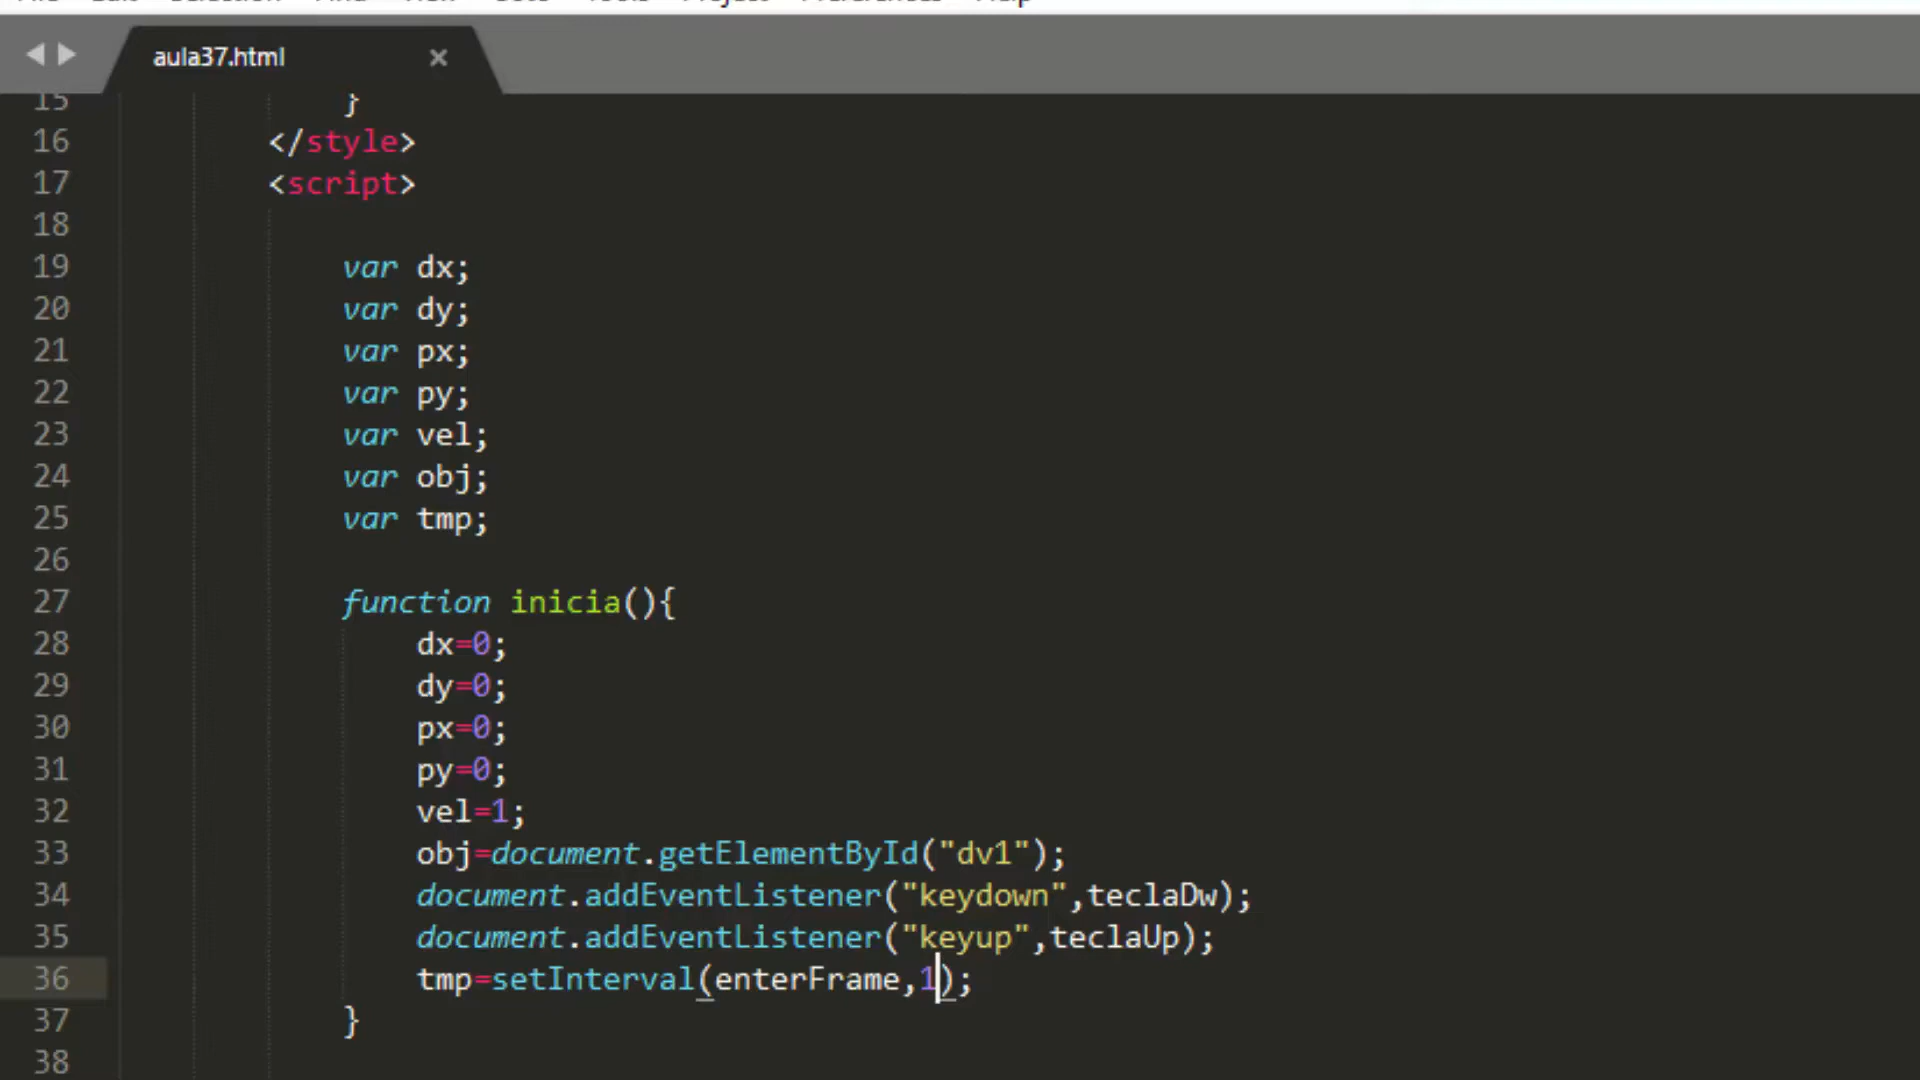 aula37.html
15 }
16 </style>
17 <script>
18
19 var dx;
20 var dy;
21 var px;
22 var py;
23 var vel;
24 var obj;
25 var tmp;
26
27 function inicia(){
28 dx=0;
29 dy=0;
30 px=0;
31 py=0;
32 vel=1;
33 obj=document.getElementById("dv1");
34 document.addEventListener("keydown",teclaDw);
35 document.addEventListener("keyup",teclaUp);
36 tmp=setInterval(enterFrame,1);
37 }
38